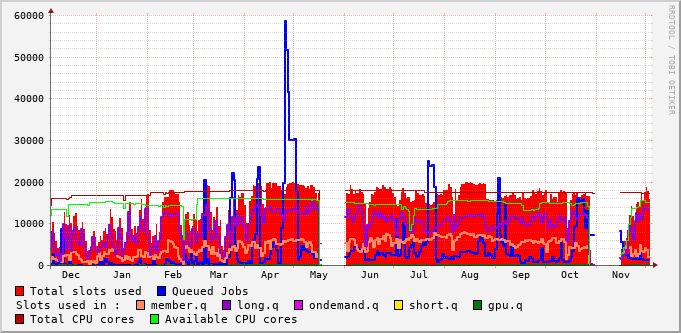 60000
50000
40000
30000
20000
10000
0
Dec Jan Feb Mar Apr May Jun Jul Aug Sep Oct Nov
RRDTOOL / TOBI OETIKER
Total slots used Queued Jobs
Slots used in : member.q long.q ondemand.q short.q gpu.q
Total CPU cores Available CPU cores